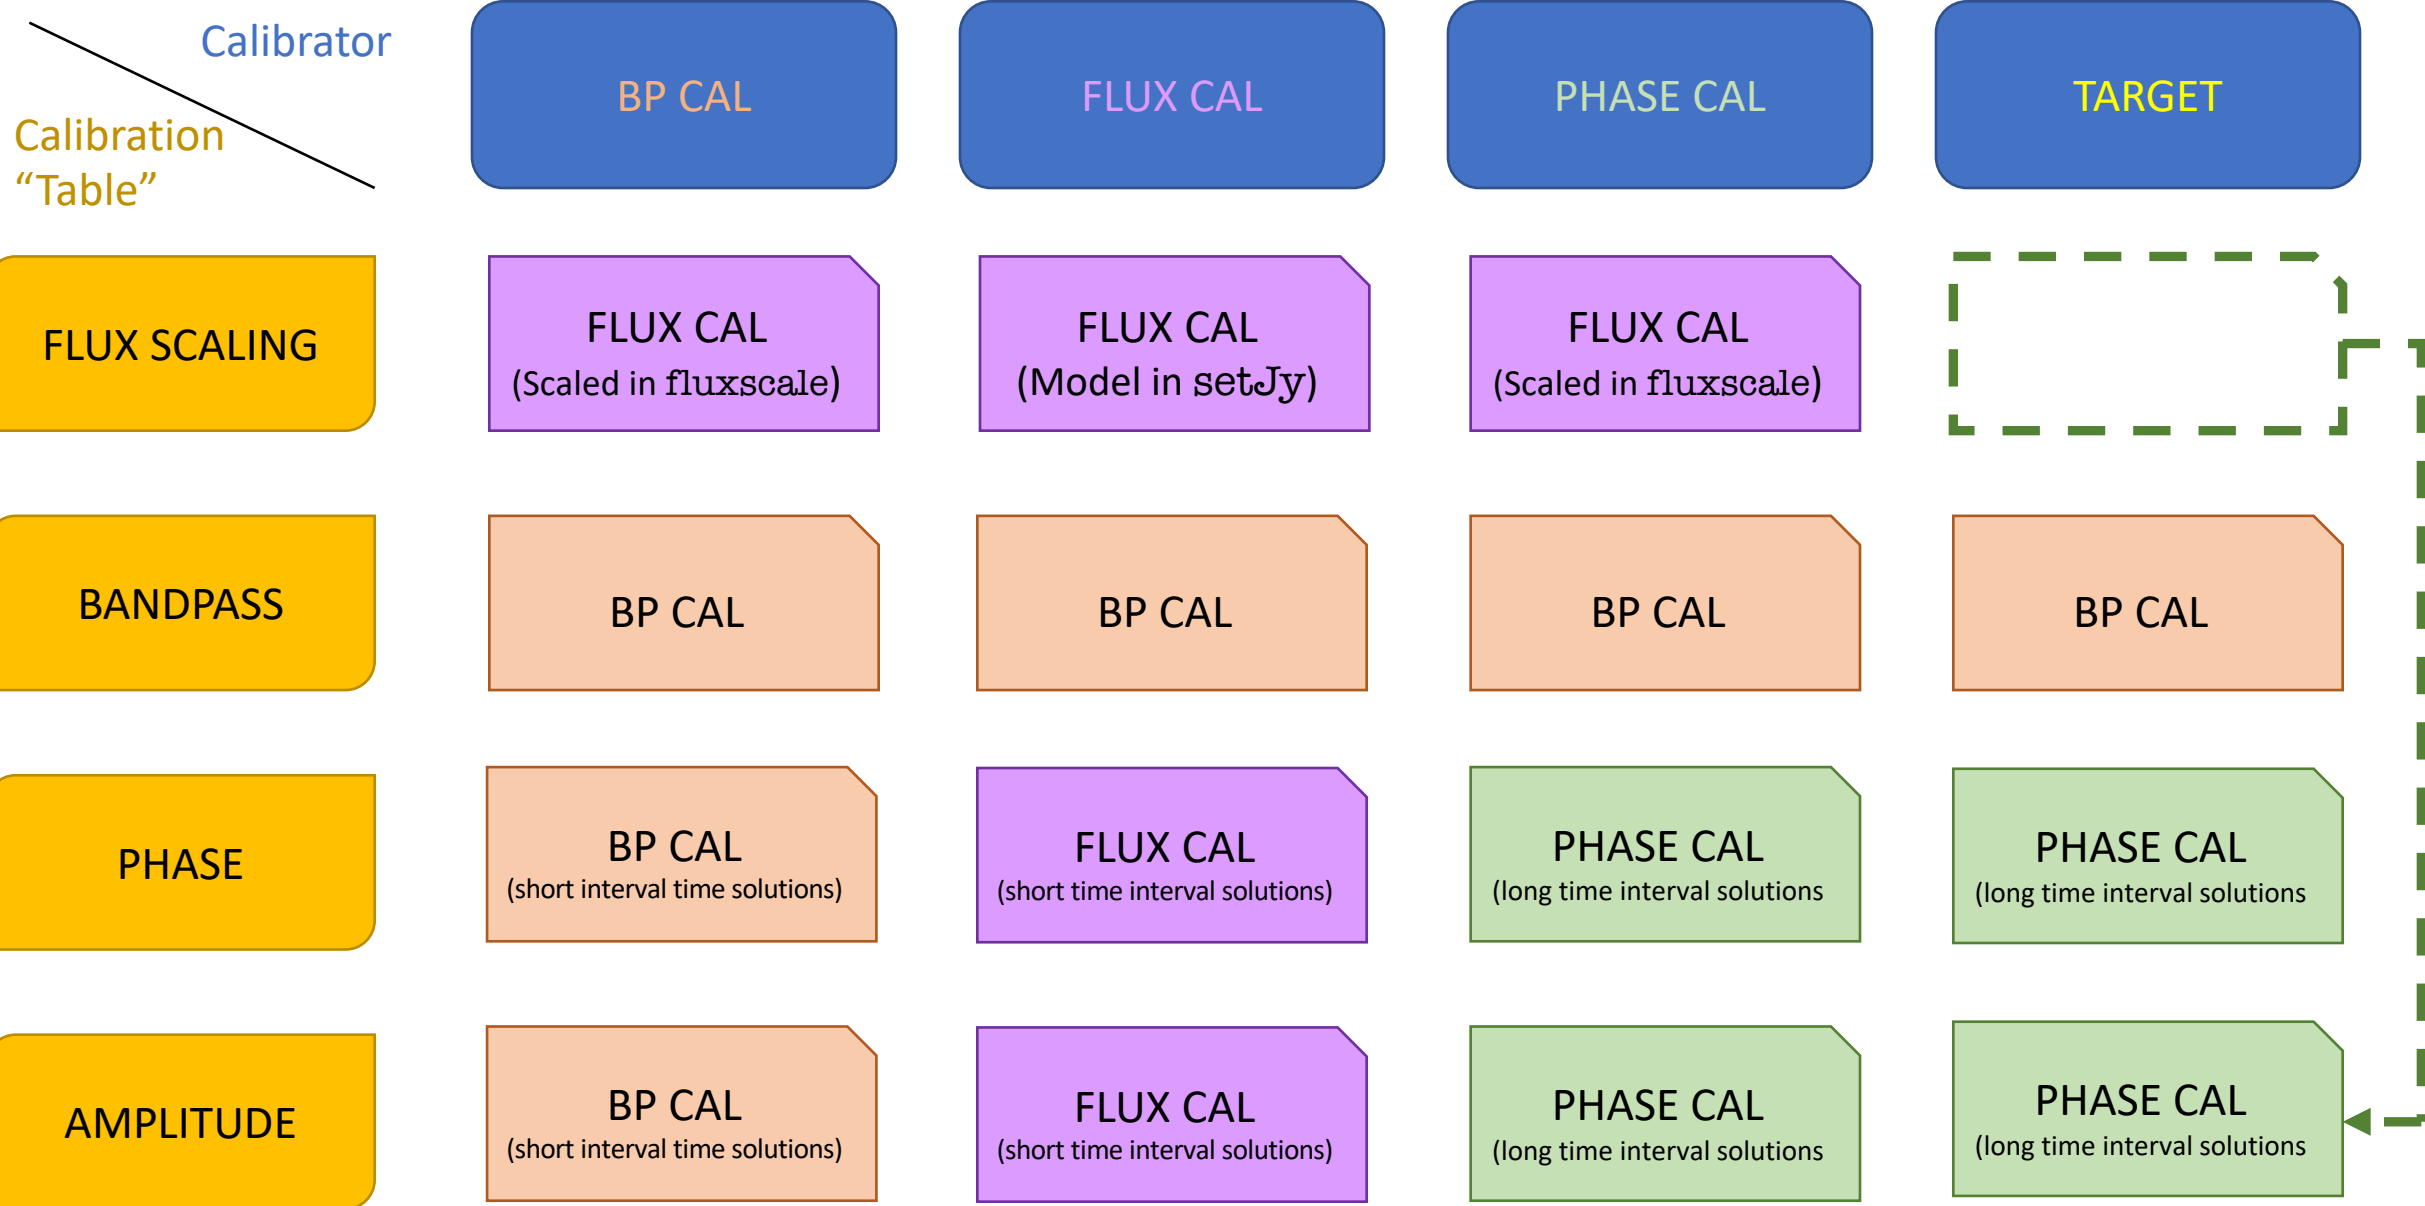 Calibrator
Calibration
“Table”
BP CAL
FLUX CAL
PHASE CAL
TARGET
FLUX SCALING
FLUX CAL
(Scaled in fluxscale)
FLUX CAL
(Model in setJy)
FLUX CAL
(Scaled in fluxscale)
BANDPASS
BP CAL
BP CAL
BP CAL
BP CAL
PHASE
BP CAL
(short interval time solutions)
FLUX CAL
(short time interval solutions)
PHASE CAL
(long time interval solutions
PHASE CAL
(long time interval solutions
AMPLITUDE
BP CAL
(short interval time solutions)
FLUX CAL
(short time interval solutions)
PHASE CAL
(long time interval solutions
PHASE CAL
(long time interval solutions